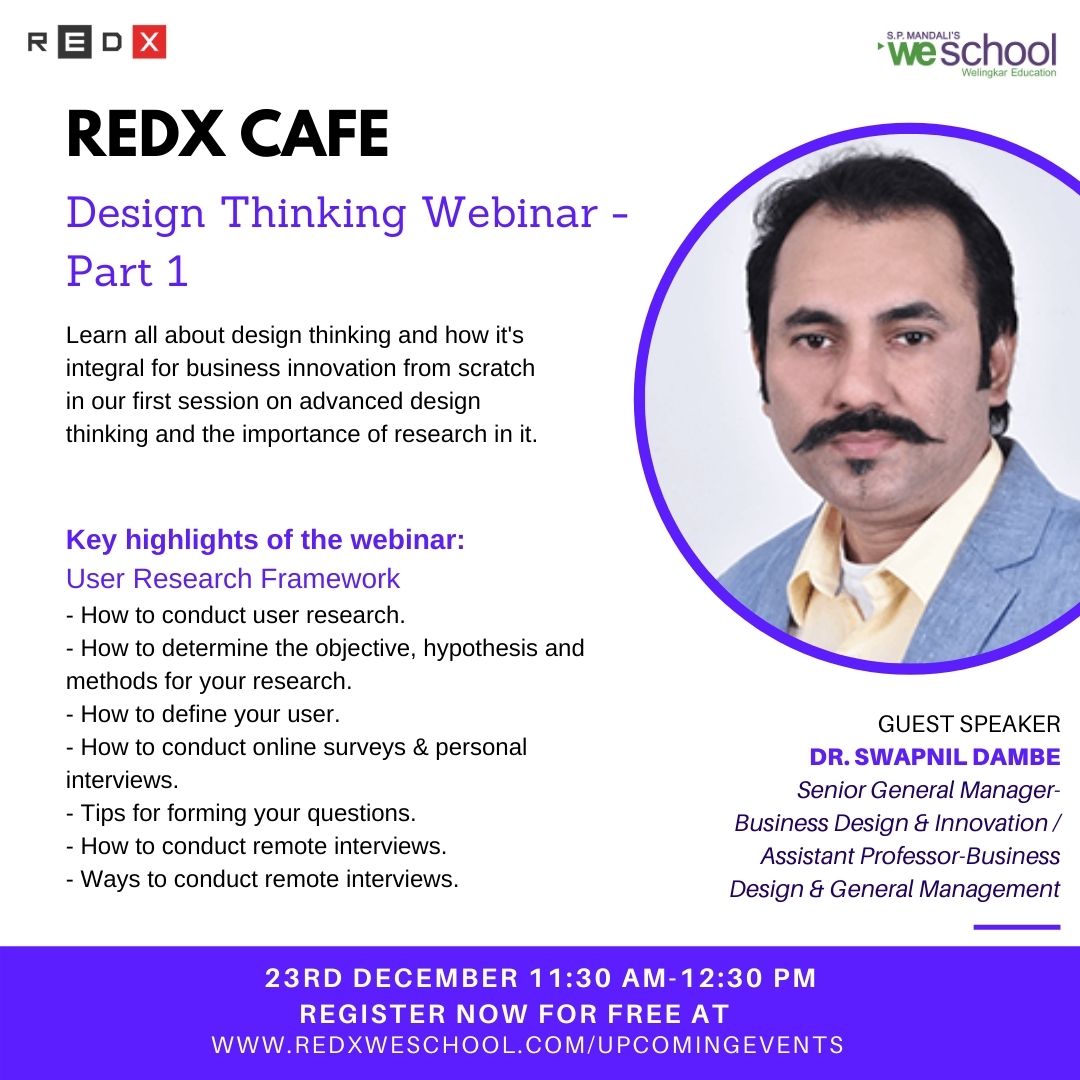 REDX
S.P. MANDALI'S
weschool
Welingkar Education
REDX CAFE
Design Thinking Webinar -
Part 1
Learn all about design thinking and how it's
integral for business innovation from scratch
in our first session on advanced design
thinking and the importance of research in it.
Key highlights of the webinar:
User Research Framework
- How to conduct user research.
- How to determine the objective, hypothesis and
methods for your research.
- How to define your user.
- How to conduct online surveys & personal
interviews.
- Tips for forming your questions.
- How to conduct remote interviews.
- Ways to conduct remote interviews.
GUEST SPEAKER
DR. SWAPNIL DAMBE
Senior General Manager-
Business Design & Innovation /
Assistant Professor-Business
Design & General Management
23RD DECEMBER 11:30 AM-12:30 PM
REGISTER NOW FOR FREE AT
WWW.REDXWESCHOOL.COM/UPCOMINGEVENTS